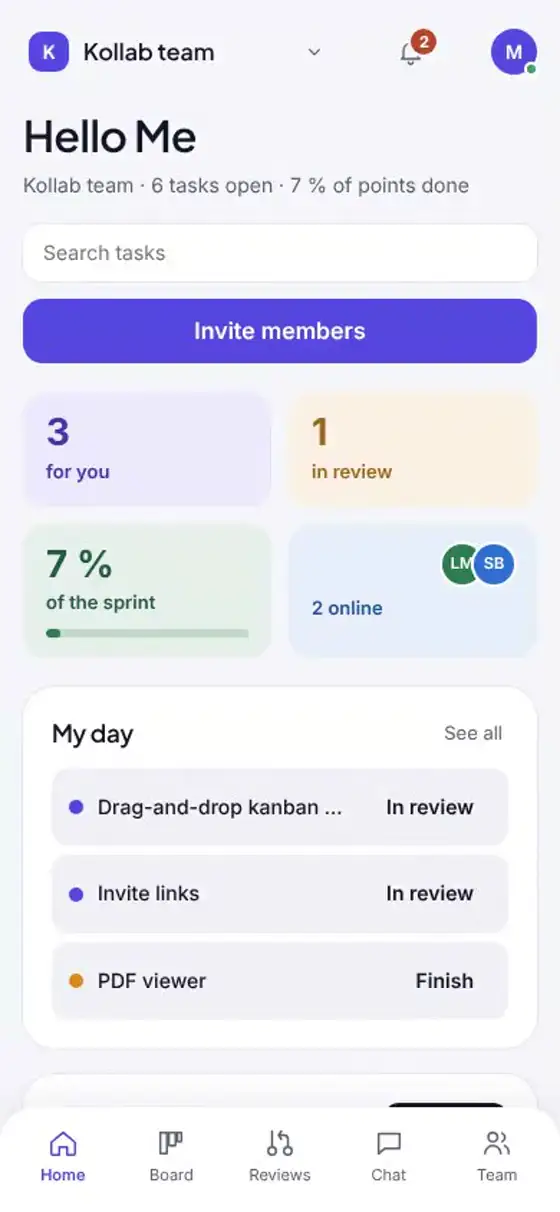 K Kollab team 2 M
Hello Me
Kollab team · 6 tasks open · 7 % of points done
Search tasks
Invite members
3
for you
1
in review
7 %
of the sprint
LM SB
2 online
My day See all
Drag-and-drop kanban ... In review
Invite links In review
PDF viewer Finish
Home Board Reviews Chat Team